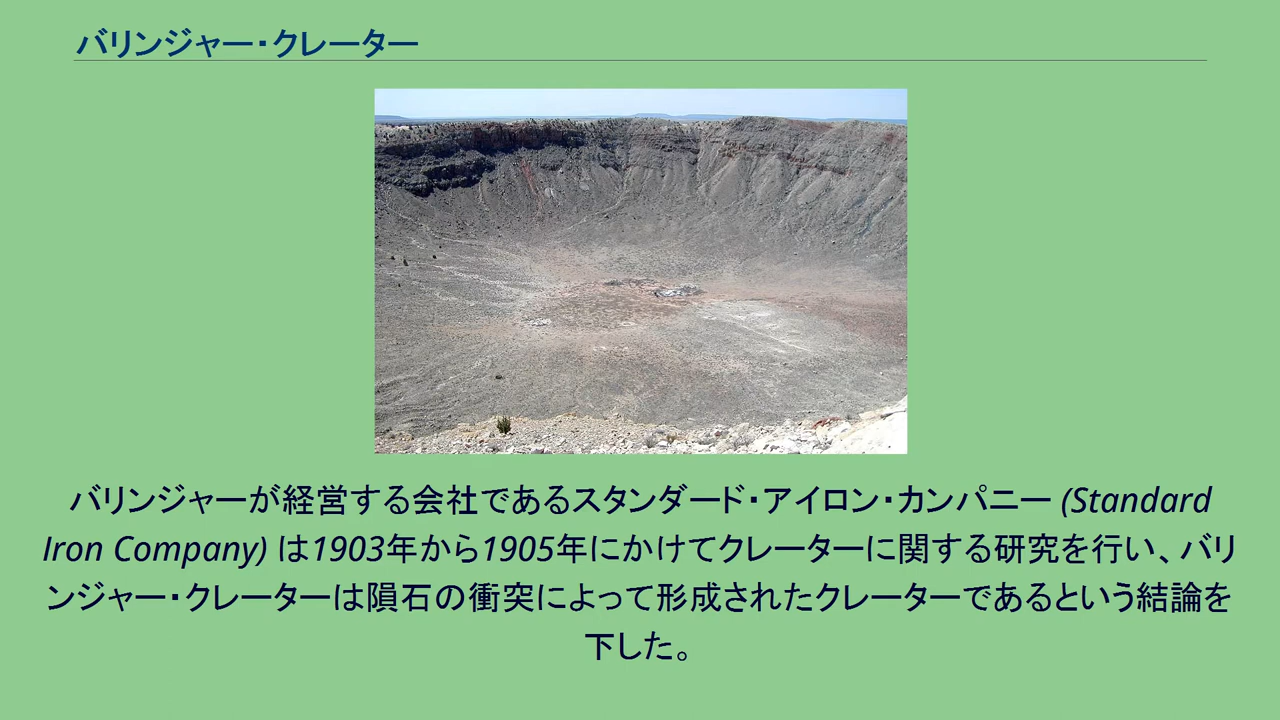 バリンジャー・クレーター
バリンジャーが経営する会社であるスタンダード・アイロン・カンパニー (Standard
Iron Company) は1903年から1905年にかけてクレーターに関する研究を行い、バリ
ンジャー・クレーターは隕石の衝突によって形成されたクレーターであるという結論を
下した。